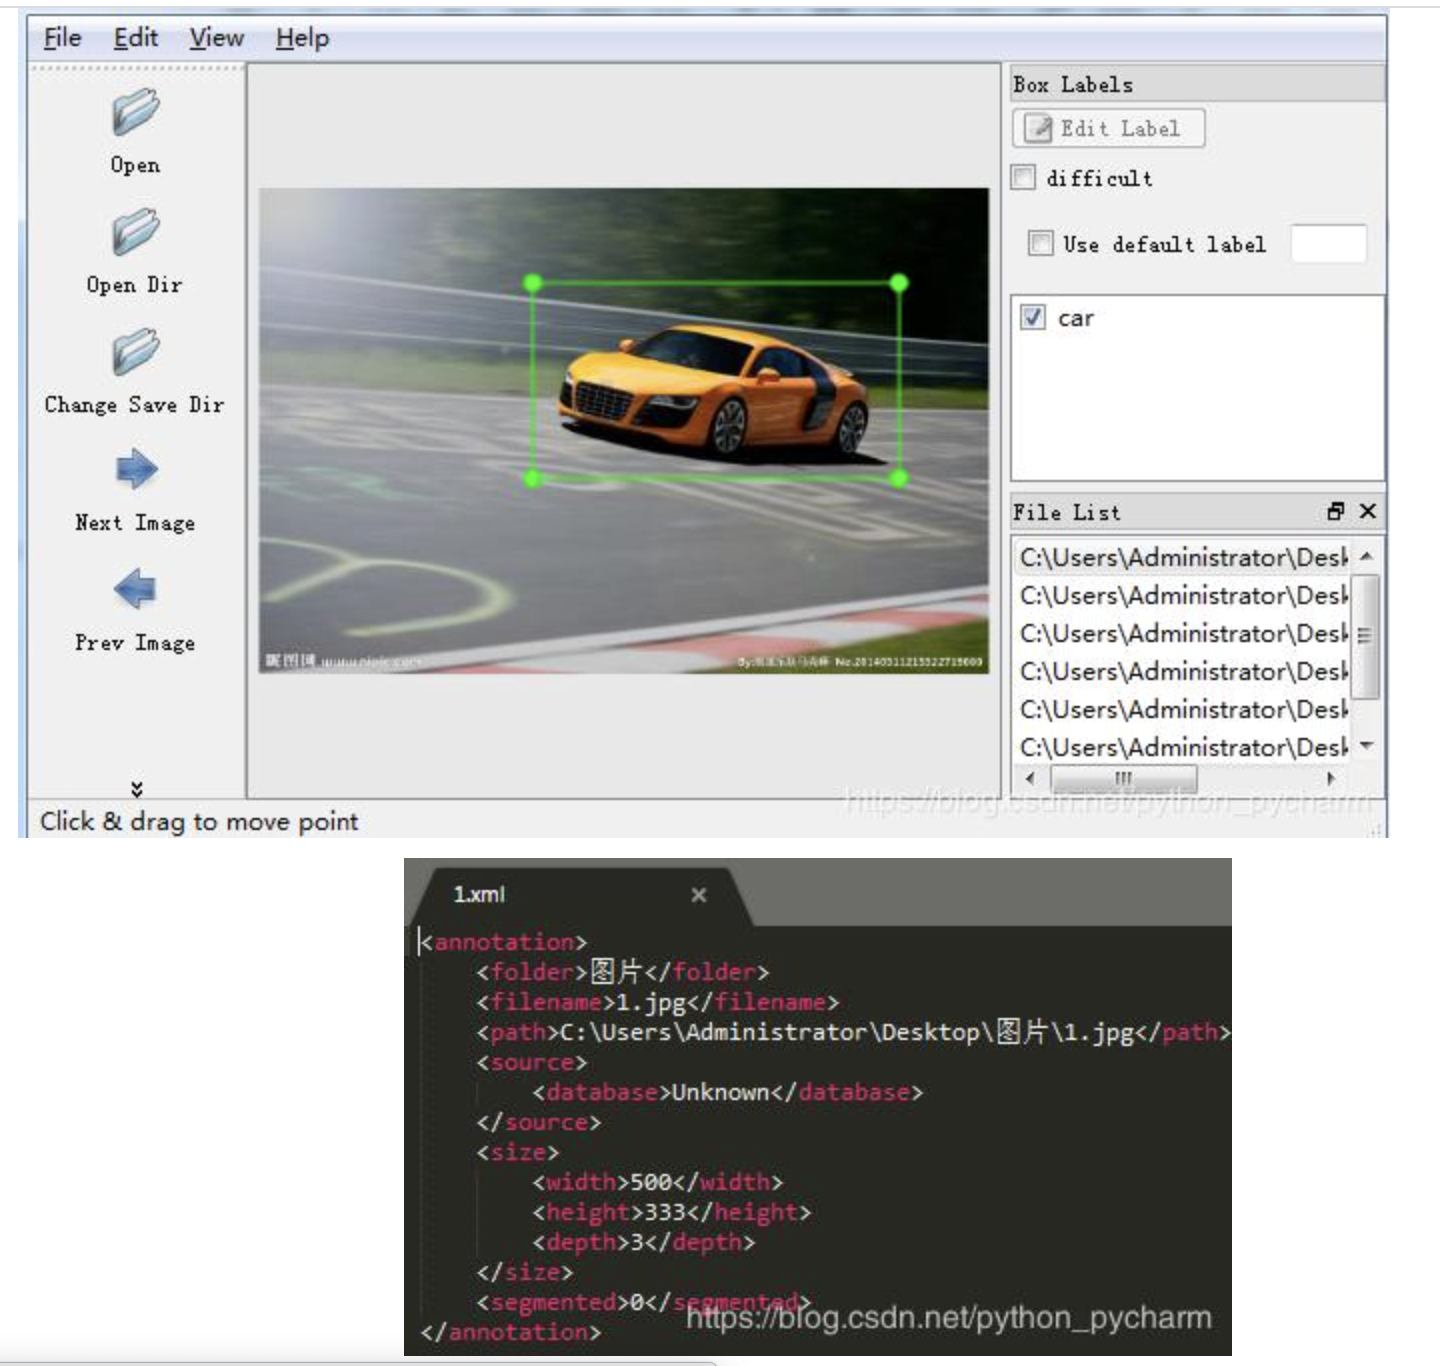 File Edit View Help
Open
Open Dir
Change Save Dir
Next Image
Prev Image
Click & drag to move point
www.nipic.com
No.20140311215522719000
Box Labels
Edit Label
difficult
Use default label
car
File List
C:\Users\Administrator\Desk
C:\Users\Administrator\Desk
C:\Users\Administrator\Desk
C:\Users\Administrator\Desk
C:\Users\Administrator\Desk
C:\Users\Administrator\Desk
https://blog.csdn.net/python_pycharm
1.xml
<annotation>
<folder>图片</folder>
<filename>1.jpg</filename>
<path>C:\Users\Administrator\Desktop\图片\1.jpg</path>
<source>
<database>Unknown</database>
</source>
<size>
<width>500</width>
<height>333</height>
<depth>3</depth>
</size>
<segmented>0</segmented>
</annotation>
https://blog.csdn.net/python_pycharm